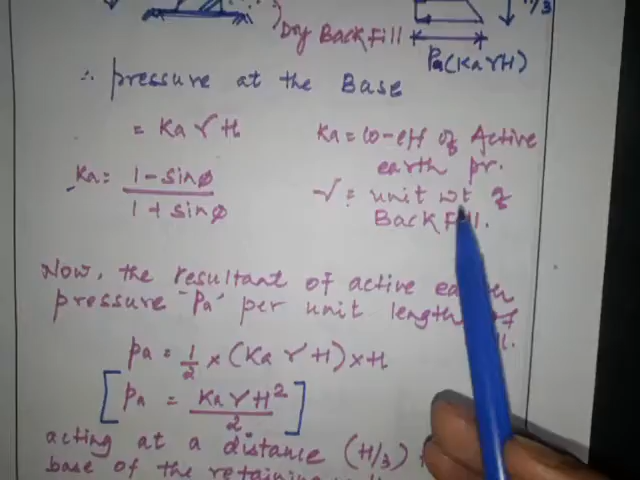 H/3
Dry BackFill
Pa(KaγH)
∴ pressure at the Base
= KaγH
Ka = co-eff of Active
earth pr.
Ka = 1 - sinφ / 1 + sinφ
γ = unit wt of
BackFill.
Now, the resultant of active earth
pressure "Pa" per unit length of
Pa = 1/2 × (KaγH) × H
[Pa = KaγH² / 2]
acting at a distance (H/3)
base of the retaining